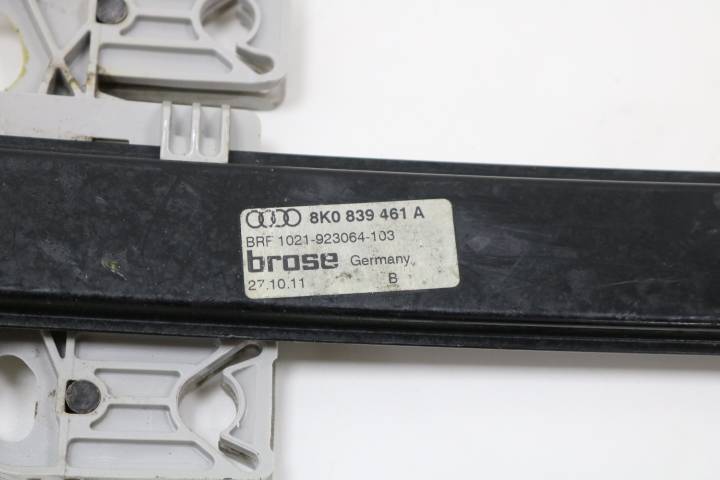 8K0 839 461 A
BRF 1021-923064-103
brose Germany
27.10.11 B